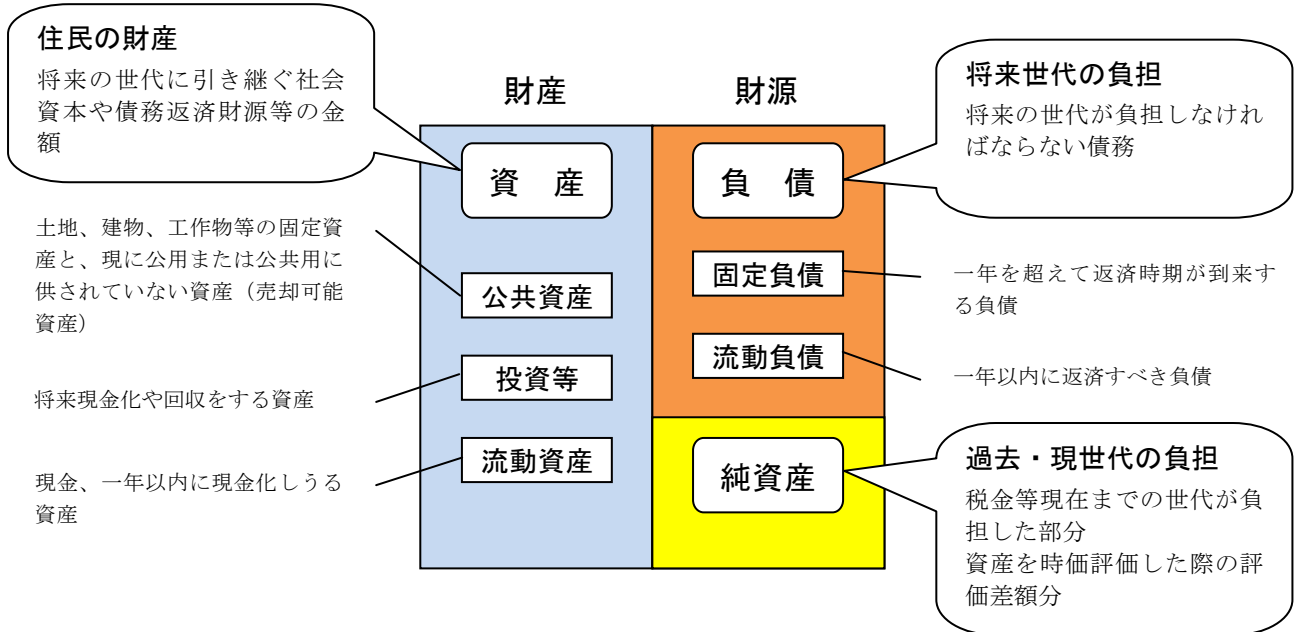 住民の財産
将来の世代に引き継ぐ社会
資本や債務返済財源等の金
額
財産
財源
将来世代の負担
将来の世代が負担しなけれ
ばならない債務
資　産
負　債
土地、建物、工作物等の固定資
産と、現に公用または公共用に
供されていない資産（売却可能
資産）
公共資産
固定負債
一年を超えて返済時期が到来す
る負債
投資等
流動負債
一年以内に返済すべき負債
将来現金化や回収をする資産
流動資産
現金、一年以内に現金化しうる
資産
純資産
過去・現世代の負担
税金等現在までの世代が負
担した部分
資産を時価評価した際の評
価差額分